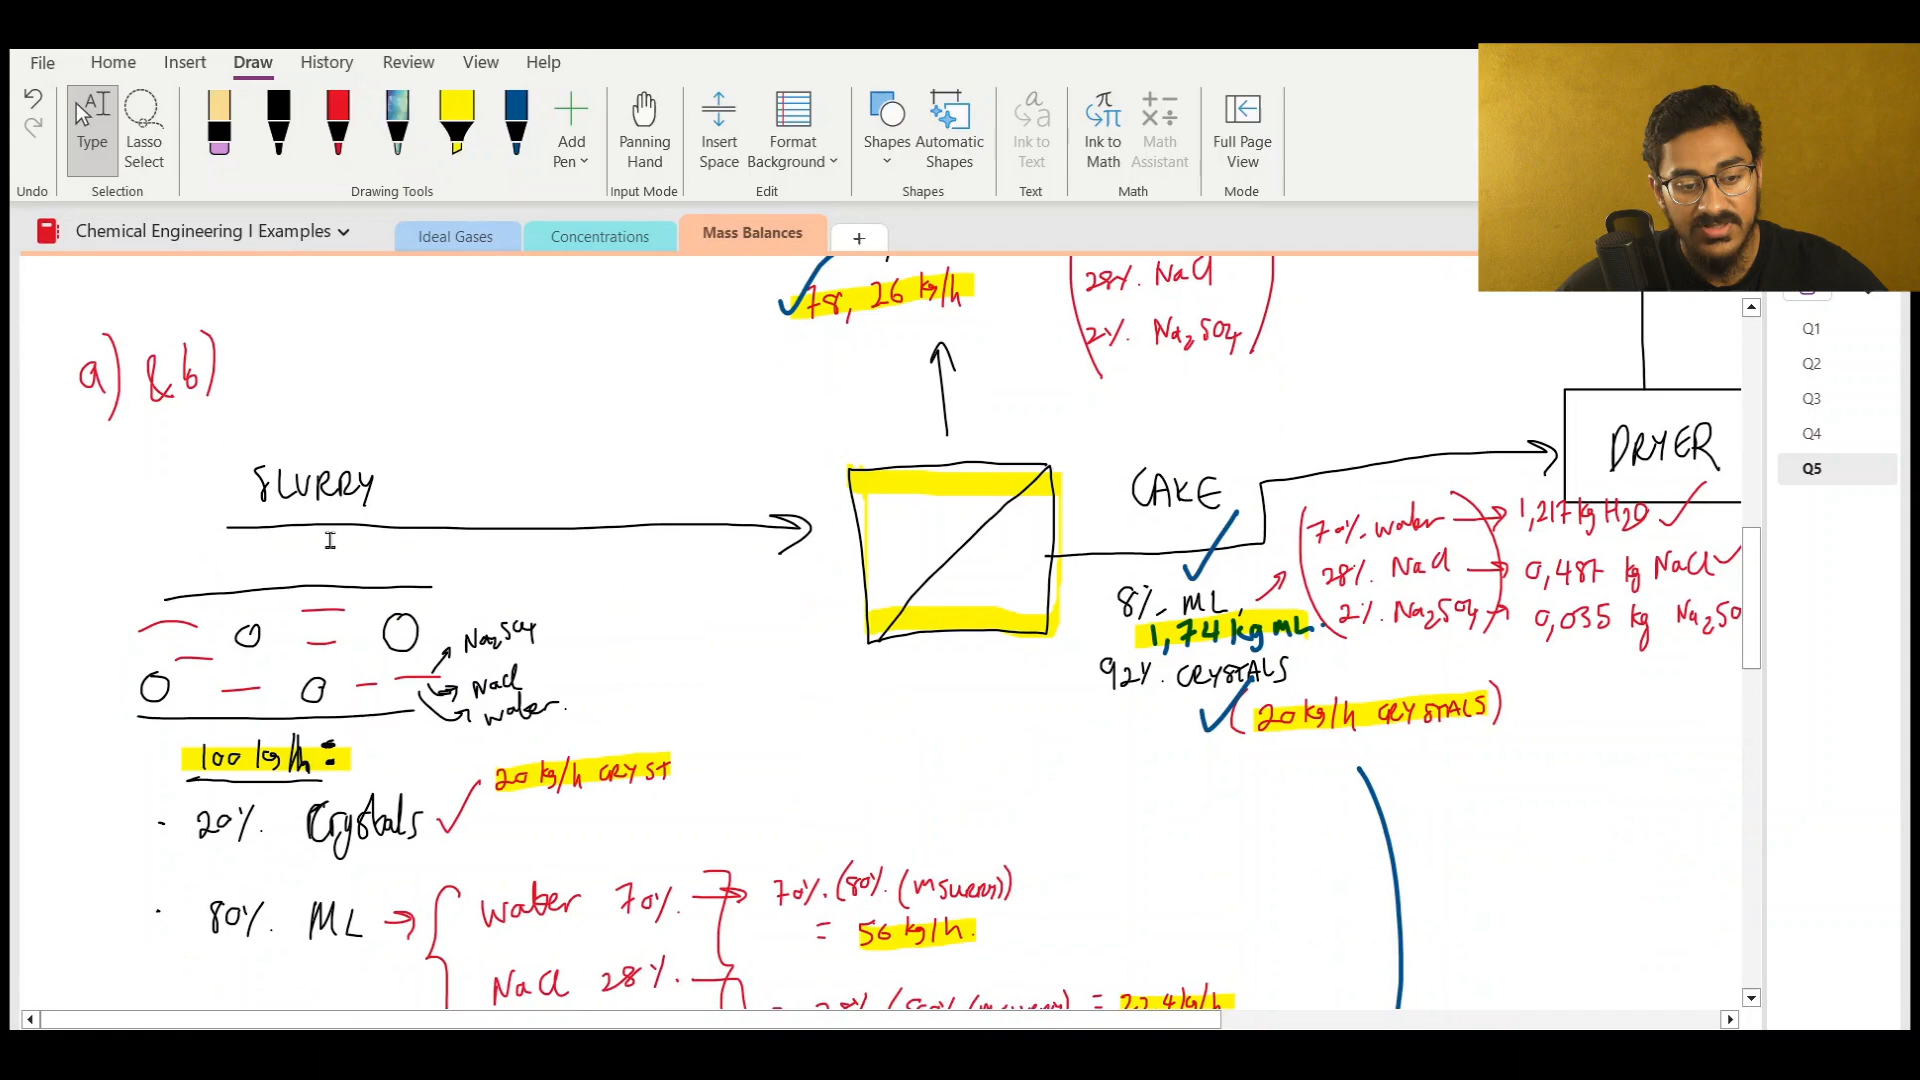 File Home Insert Draw History Review View Help
Type Lasso Select Add Pen Panning Hand Insert Space Format Background Shapes Automatic Shapes Ink to Text Ink to Math Math Assistant Full Page View
Undo Selection Drawing Tools Input Mode Edit Shapes Text Math Mode
Chemical Engineering I Examples Ideal Gases Concentrations Mass Balances +
78,26 kg/h
28%. NaCl
2%. Na2SO4
Q1
Q2
Q3
Q4
Q5
a) & b)
SLURRY
CAKE
DRYER
70%. water → 1,217 kg H2O
28%. NaCl → 0,487 kg NaCl
2%. Na2SO4 → 0,035 kg Na2SO
8%. ML
1,74 kg ML.
92%. CRYSTALS
(20 kg/h CRYSTALS)
Na2SO4
NaCl
water.
100 kg/h:
20 kg/h CRYST
· 20%. Crystals
· 80%. ML → { water 70%. → 70%. (80%. (mslurry))
= 56 kg/h.
NaCl 28%.
= 22,4 kg/h